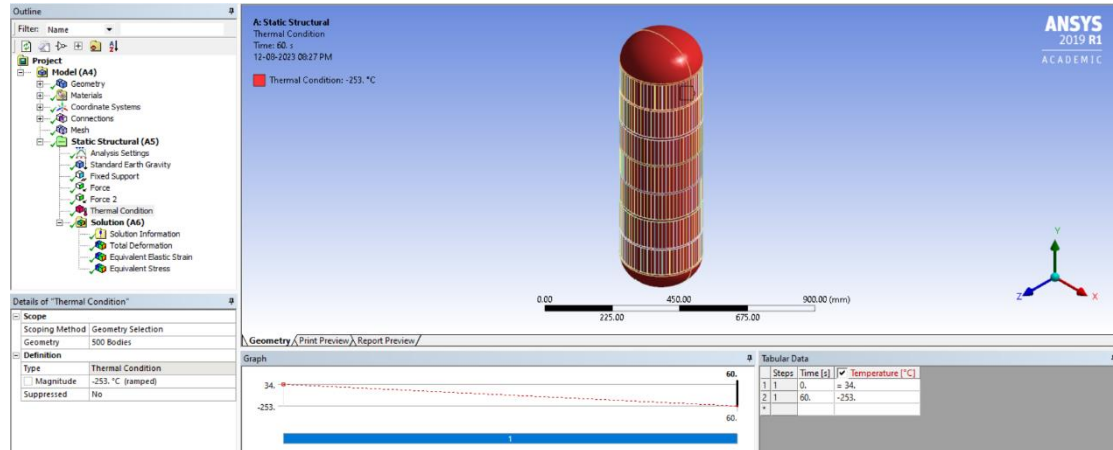 Outline
Filter: Name
Project
Model (A4)
Geometry
Materials
Coordinate Systems
Connections
Mesh
Static Structural (A5)
Analysis Settings
Standard Earth Gravity
Fixed Support
Force
Force 2
Thermal Condition
Solution (A6)
Solution Information
Total Deformation
Equivalent Elastic Strain
Equivalent Stress
Details of "Thermal Condition"
Scope
Scoping Method Geometry Selection
Geometry 500 Bodies
Definition
Type Thermal Condition
Magnitude -253. °C (ramped)
Suppressed No
A: Static Structural
Thermal Condition
Time: 60. s
12-08-2023 08:27 PM
Thermal Condition: -253. °C
ANSYS
2019 R1
ACADEMIC
Y
Z X
0.00 450.00 900.00 (mm)
225.00 675.00
Geometry Print Preview Report Preview
Graph
60.
34.
-253.
60.
1
Tabular Data
Steps Time [s] Temperature [°C]
1 1 0. = 34.
2 1 60. -253.
*